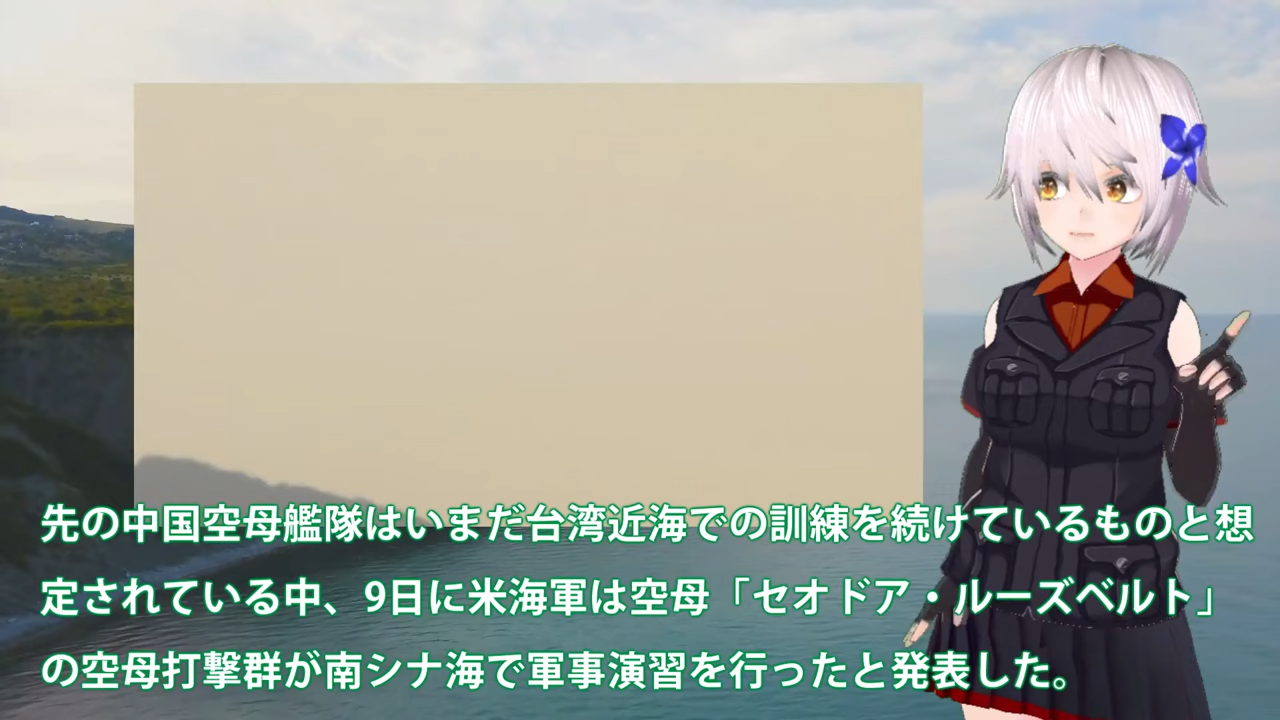 先の中国空母艦隊はいまだ台湾近海での訓練を続けているものと想
定されている中、9日に米海軍は空母「セオドア・ルーズベルト」
の空母打撃群が南シナ海で軍事演習を行ったと発表した。